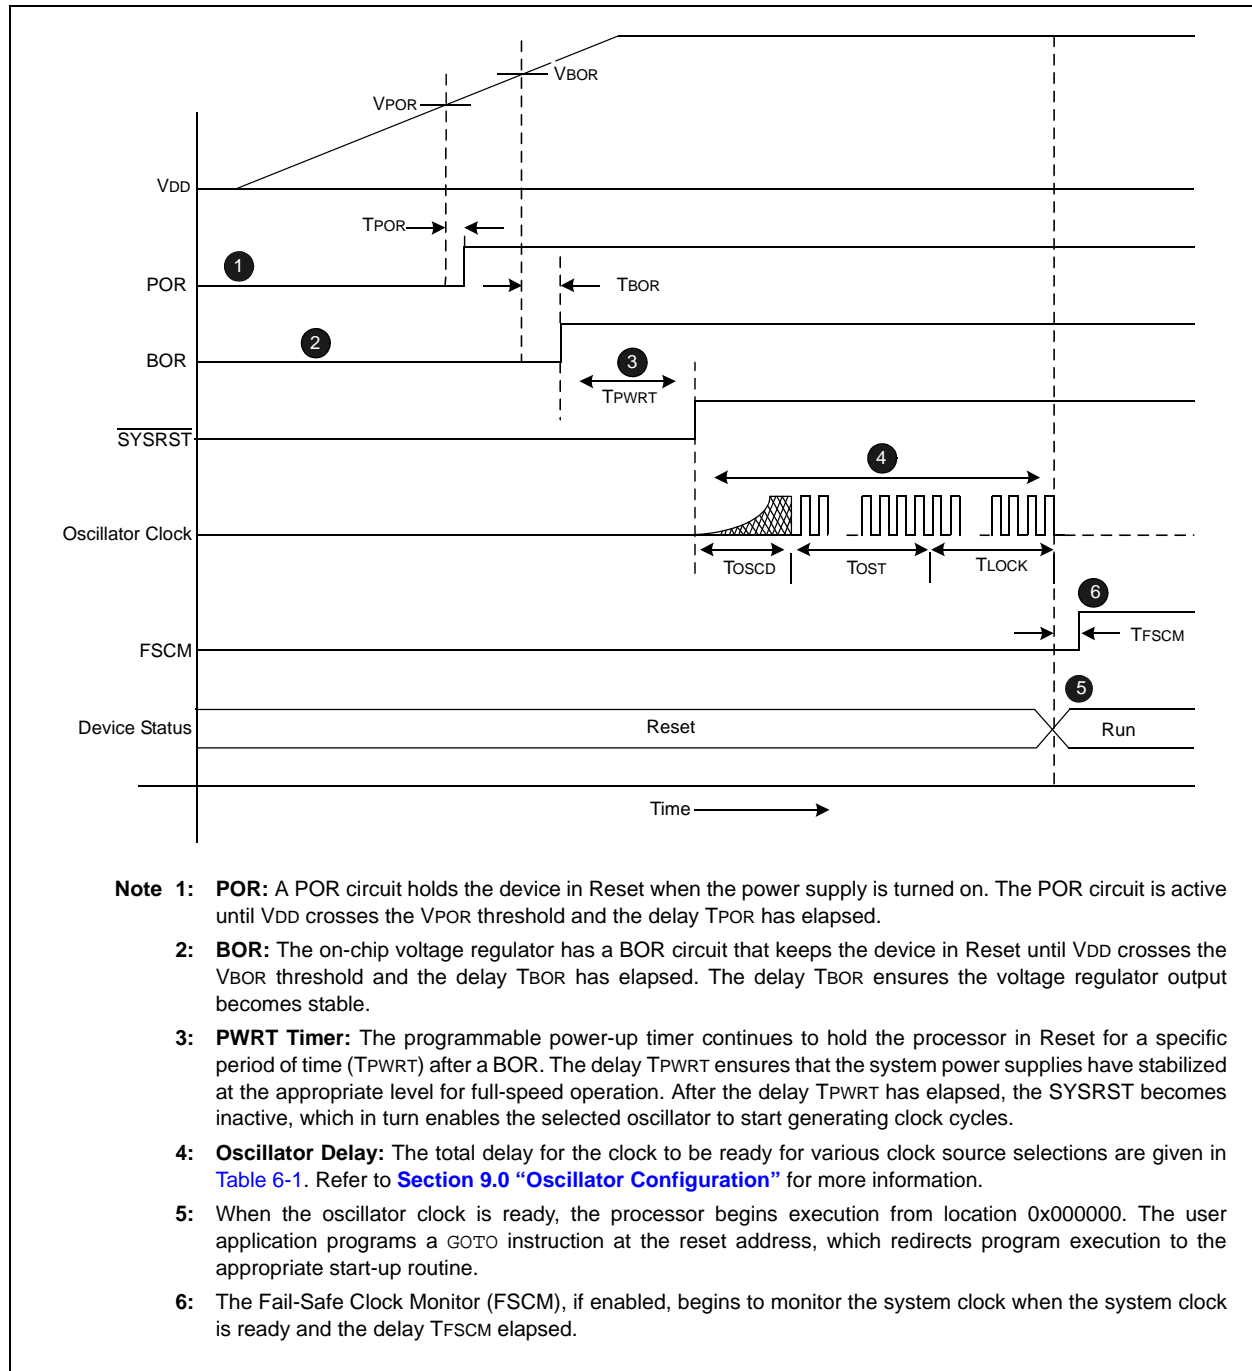 VBOR
VPOR
VDD
TPOR
1
POR
TBOR
2
BOR
3
TPWRT
SYSRST
4
Oscillator Clock
TOSCD
TOST
TLOCK
6
TFSCM
FSCM
5
Device Status
Reset
Run
Time
Note 1: POR: A POR circuit holds the device in Reset when the power supply is turned on. The POR circuit is active
until VDD crosses the VPOR threshold and the delay TPOR has elapsed.
2: BOR: The on-chip voltage regulator has a BOR circuit that keeps the device in Reset until VDD crosses the
VBOR threshold and the delay TBOR has elapsed. The delay TBOR ensures the voltage regulator output
becomes stable.
3: PWRT Timer: The programmable power-up timer continues to hold the processor in Reset for a specific
period of time (TPWRT) after a BOR. The delay TPWRT ensures that the system power supplies have stabilized
at the appropriate level for full-speed operation. After the delay TPWRT has elapsed, the SYSRST becomes
inactive, which in turn enables the selected oscillator to start generating clock cycles.
4: Oscillator Delay: The total delay for the clock to be ready for various clock source selections are given in
Table 6-1. Refer to Section 9.0 “Oscillator Configuration” for more information.
5: When the oscillator clock is ready, the processor begins execution from location 0x000000. The user
application programs a GOTO instruction at the reset address, which redirects program execution to the
appropriate start-up routine.
6: The Fail-Safe Clock Monitor (FSCM), if enabled, begins to monitor the system clock when the system clock
is ready and the delay TFSCM elapsed.